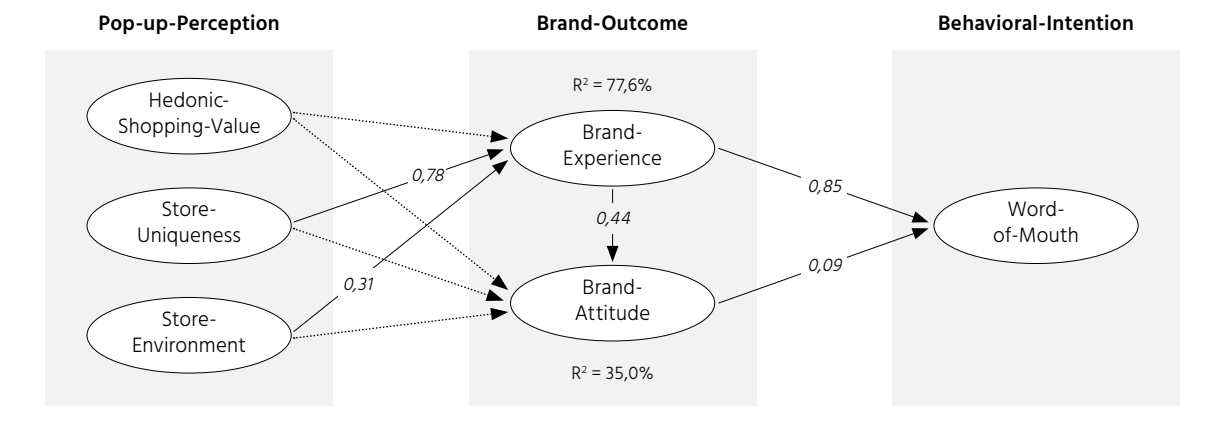 Pop-up-Perception
Brand-Outcome
Behavioral-Intention
Hedonic-
Shopping-Value
Store-
Uniqueness
Store-
Environment
0,78
0,31
R² = 77,6%
Brand-
Experience
0,44
Brand-
Attitude
R² = 35,0%
0,85
0,09
Word-
of-Mouth